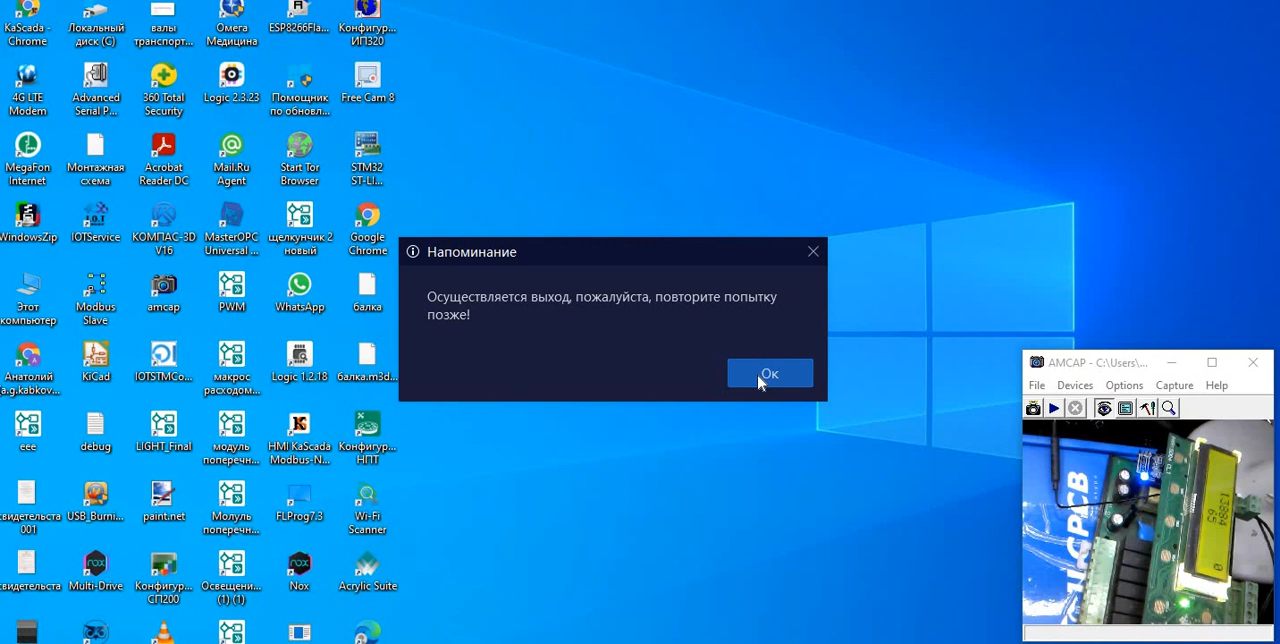 KaScada -
Chrome
Локальный
диск (C)
валы
транспорт...
Омега
Медицина
ESP8266Fla...
Конфигур...
ИП320
4G LTE
Modem
Advanced
Serial P...
360 Total
Security
Logic 2.3.23
Помощник
по обновл...
Free Cam 8
MegaFon
Internet
Монтажная
схема
Acrobat
Reader DC
Mail.Ru
Agent
Start Tor
Browser
STM32
ST-LI...
WindowsZip
IOTService
КОМПАС-3D
V16
MasterOPC
Universal ...
щелкунчик 2
новый
Google
Chrome
Этот
компьютер
Modbus
Slave
amcap
PWM
WhatsApp
балка
Анатолий
(a.g.kabkov...
KiCad
IOTSTMCo...
макрос
расходом...
Logic 1.2.18
балка.m3d...
eee
debug
LIGHT_Final
модуль
поперечн...
HMI KaScada
Modbus-N...
Конфигур...
НПТ
свидетельства
001
USB_Burni...
paint.net
Молуль
поперечн...
FLProg7.3
Wi-Fi
Scanner
свидетельства
Multi-Drive
Конфигур...
СП200
Освещени...
(1) (1)
Nox
Acrylic Suite
Напоминание
Осуществляется выход, пожалуйста, повторите попытку
позже!
Ок
AMCAP - C:\Users\...
File Devices Options Capture Help
13884
65
0